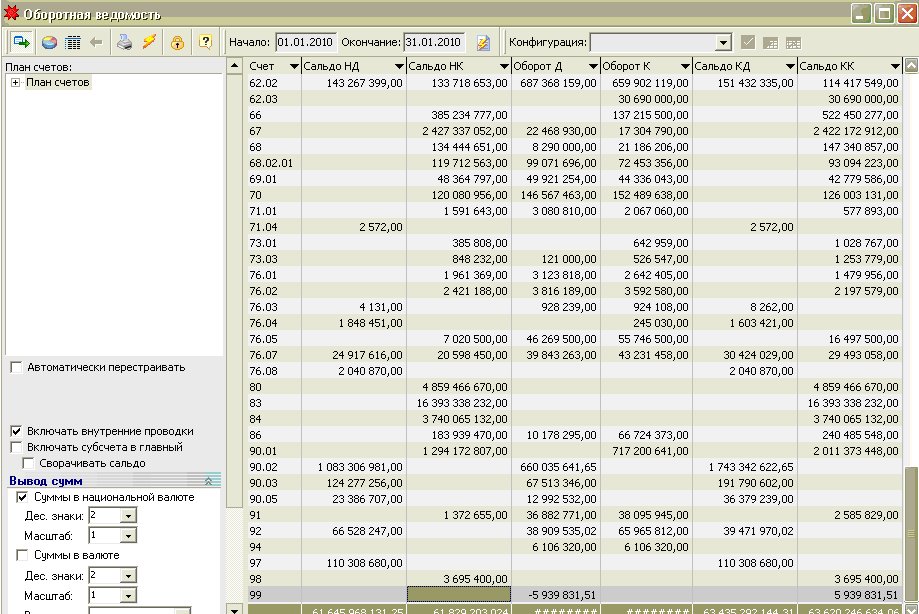 Оборотная ведомость
Начало: 01.01.2010 Окончание: 31.01.2010 Конфигурация:
План счетов:
План счетов
Счет Сальдо НД Сальдо НК Оборот Д Оборот К Сальдо КД Сальдо КК
62.02 143 267 399,00 133 718 653,00 687 368 159,00 659 902 119,00 151 432 335,00 114 417 549,00
62.03 30 690 000,00 30 690 000,00
66 385 234 777,00 137 215 500,00 522 450 277,00
67 2 427 337 052,00 22 468 930,00 17 304 790,00 2 422 172 912,00
68 134 444 651,00 8 290 000,00 21 186 206,00 147 340 857,00
68.02.01 119 712 563,00 99 071 696,00 72 453 356,00 93 094 223,00
69.01 48 364 797,00 49 921 254,00 44 336 043,00 42 779 586,00
70 120 080 956,00 146 567 463,00 152 489 638,00 126 003 131,00
71.01 1 591 643,00 3 080 810,00 2 067 060,00 577 893,00
71.04 2 572,00 2 572,00
73.01 385 808,00 642 959,00 1 028 767,00
73.03 848 232,00 121 000,00 526 547,00 1 253 779,00
76.01 1 961 369,00 3 123 818,00 2 642 405,00 1 479 956,00
76.02 2 421 188,00 3 816 189,00 3 592 580,00 2 197 579,00
76.03 4 131,00 928 239,00 924 108,00 8 262,00
76.04 1 848 451,00 245 030,00 1 603 421,00
76.05 7 020 500,00 46 269 500,00 55 746 500,00 16 497 500,00
76.07 24 917 616,00 20 598 450,00 39 843 263,00 43 231 458,00 30 424 029,00 29 493 058,00
76.08 2 040 870,00 2 040 870,00
80 4 859 466 670,00 4 859 466 670,00
83 16 393 338 232,00 16 393 338 232,00
84 3 740 065 132,00 3 740 065 132,00
86 183 939 470,00 10 178 295,00 66 724 373,00 240 485 548,00
90.01 1 294 172 807,00 717 200 641,00 2 011 373 448,00
90.02 1 083 306 981,00 660 035 641,65 1 743 342 622,65
90.03 124 277 256,00 67 513 346,00 191 790 602,00
90.05 23 386 707,00 12 992 532,00 36 379 239,00
91 1 372 655,00 36 882 771,00 38 095 945,00 2 585 829,00
92 66 528 247,00 38 909 535,02 65 965 812,00 39 471 970,02
94 6 106 320,00 6 106 320,00
97 110 308 680,00 110 308 680,00
98 3 695 400,00 3 695 400,00
99 -5 939 831,51 5 939 831,51
61 645 968 131,25 61 829 203 024 ######## ######## 63 435 292 144,31 63 620 246 634,06
Автоматически перестраивать
Включать внутренние проводки
Включать субсчета в главный
Сворачивать сальдо
Вывод сумм
Суммы в национальной валюте
Дес. знаки: 2
Масштаб: 1
Суммы в валюте
Дес. знаки: 2
Масштаб: 1